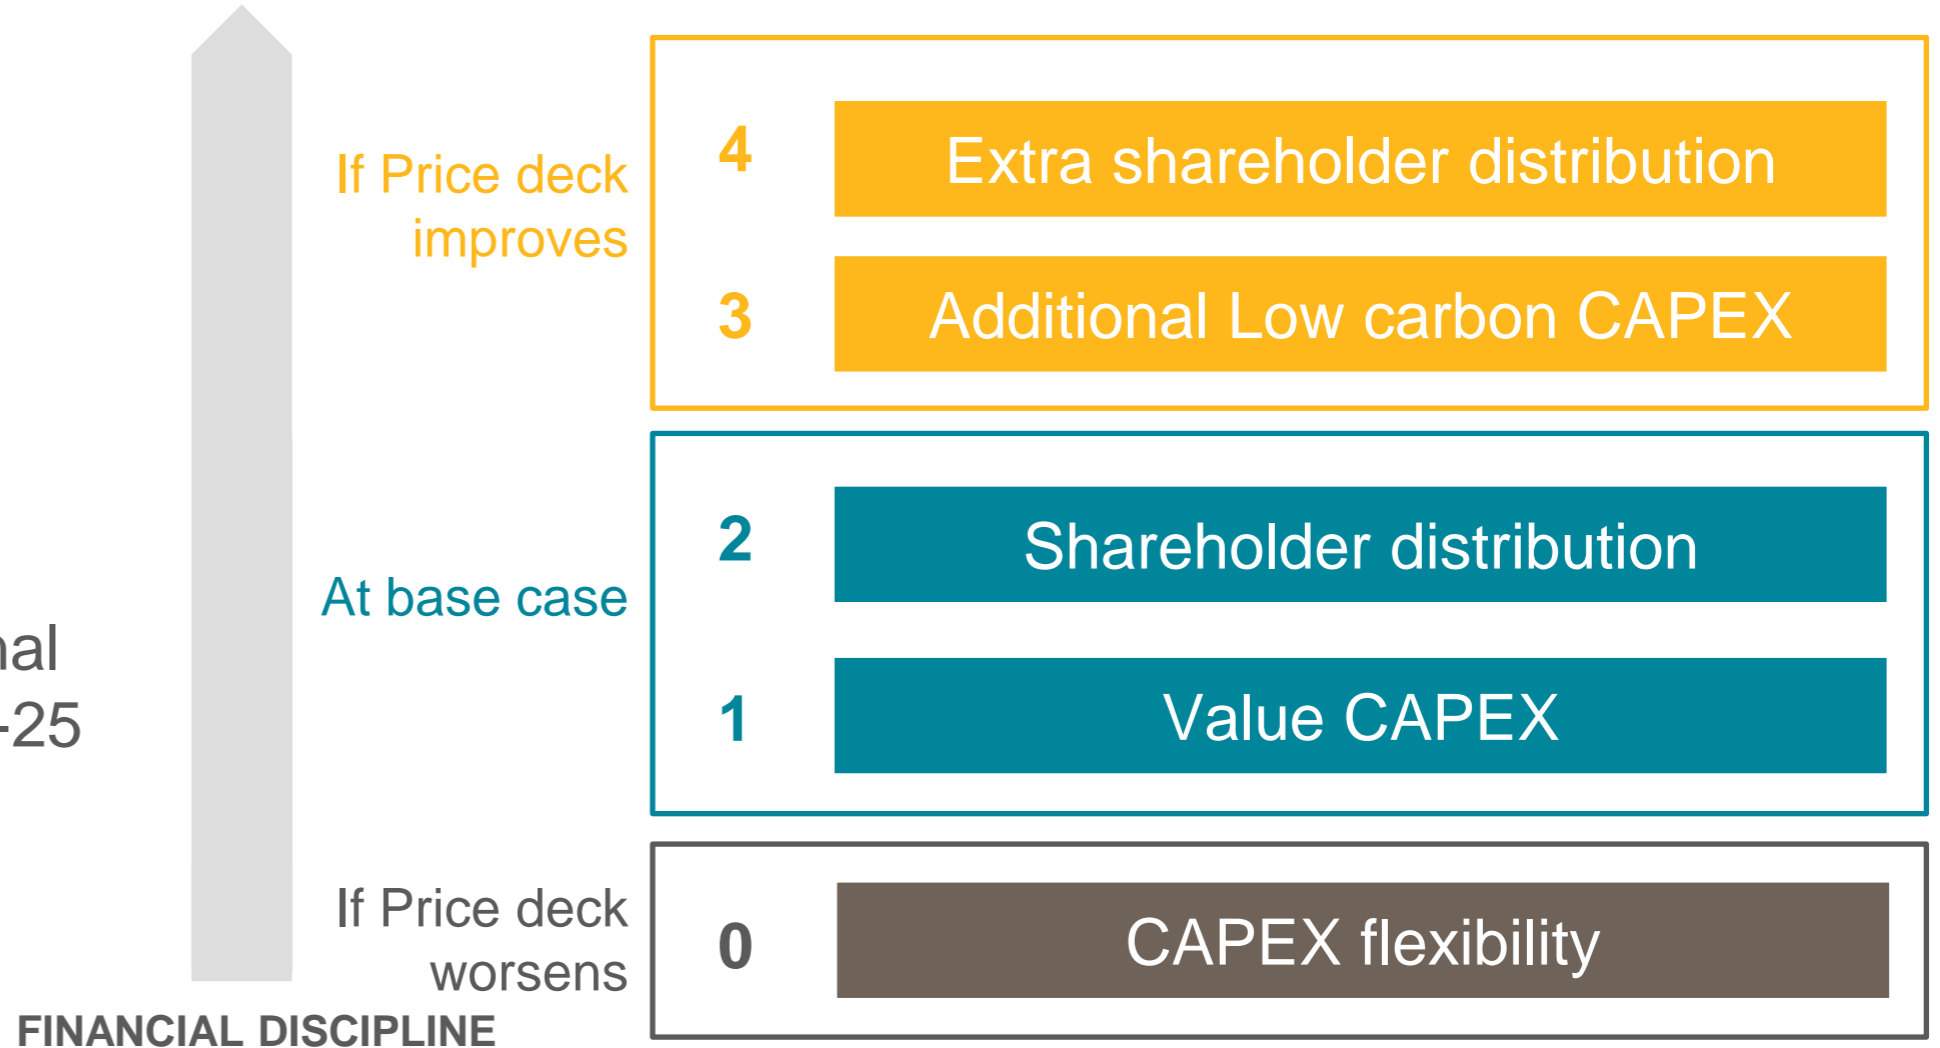 If Price deck
improves
4
Extra shareholder distribution
3
Additional Low carbon CAPEX
At base case
2
Shareholder distribution
1
Value CAPEX
-25
If Price deck
worsens
0
CAPEX flexibility
FINANCIAL DISCIPLINE